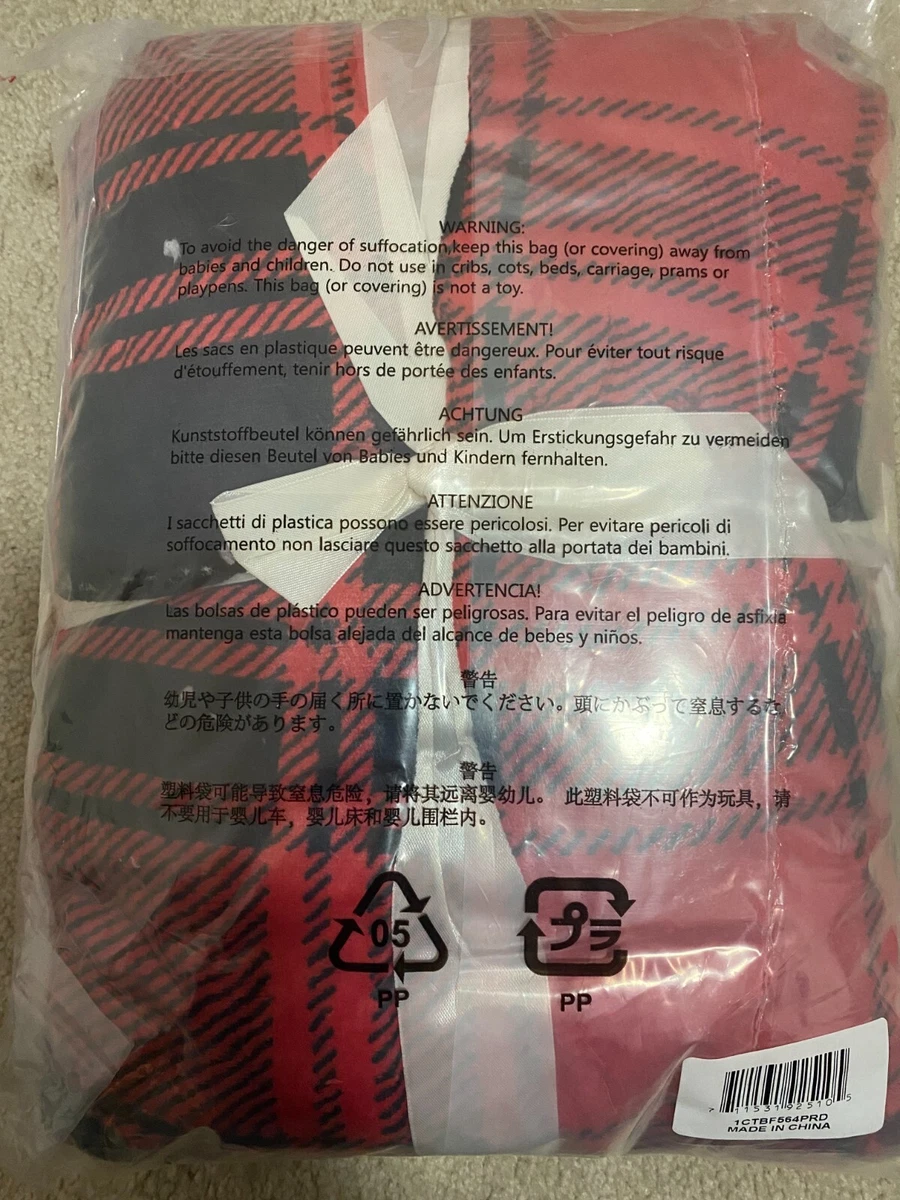 WARNING:
To avoid the danger of suffocation,keep this bag (or covering) away from
babies and children. Do not use in cribs, cots, beds, carriage, prams or
playpens. This bag (or covering) is not a toy.
AVERTISSEMENT!
Les sacs en plastique peuvent être dangereux. Pour éviter tout risque
d'étouffement, tenir hors de portée des enfants.
ACHTUNG
Kunststoffbeutel können gefährlich sein. Um Erstickungsgefahr zu vermeiden
bitte diesen Beutel von Babies und Kindern fernhalten.
ATTENZIONE
I sacchetti di plastica possono essere pericolosi. Per evitare pericoli di
soffocamento non lasciare questo sacchetto alla portata dei bambini.
ADVERTENCIA!
Las bolsas de plástico pueden ser peligrosas. Para evitar el peligro de asfixia
mantenga esta bolsa alejada del alcance de bebes y niños.
警告
幼児や子供の手の届く所に置かないでください。頭にかぶって窒息するな
どの危険があります。
警告
塑料袋可能导致窒息危险，请将其远离婴幼儿。 此塑料袋不可作为玩具，请
不要用于婴儿车，婴儿床和婴儿围栏内。
05 プラ
PP PP
7 11531 92510 5
1CTBF564PRD
MADE IN CHINA